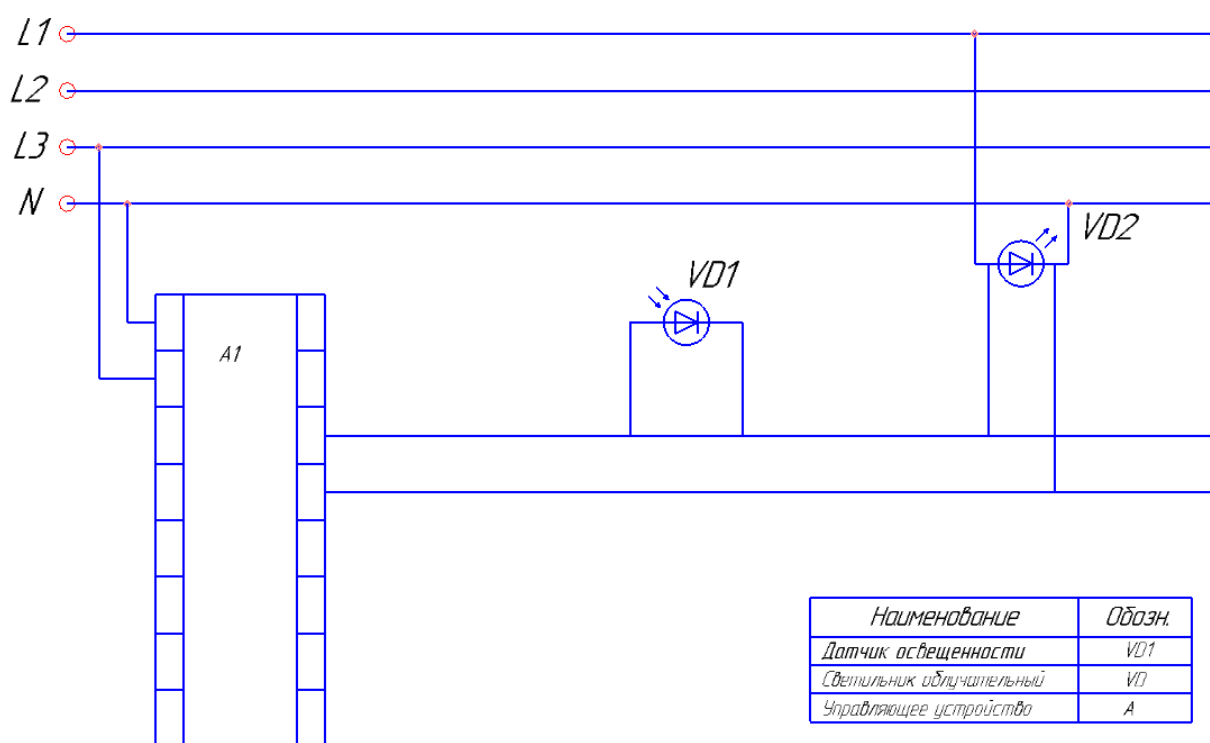 L1
L2
L3
N
VD2
VD1
A1
Наименование Обозн.
Датчик освещенности VD1
Светильник облучательный VD
Управляющее устройство A